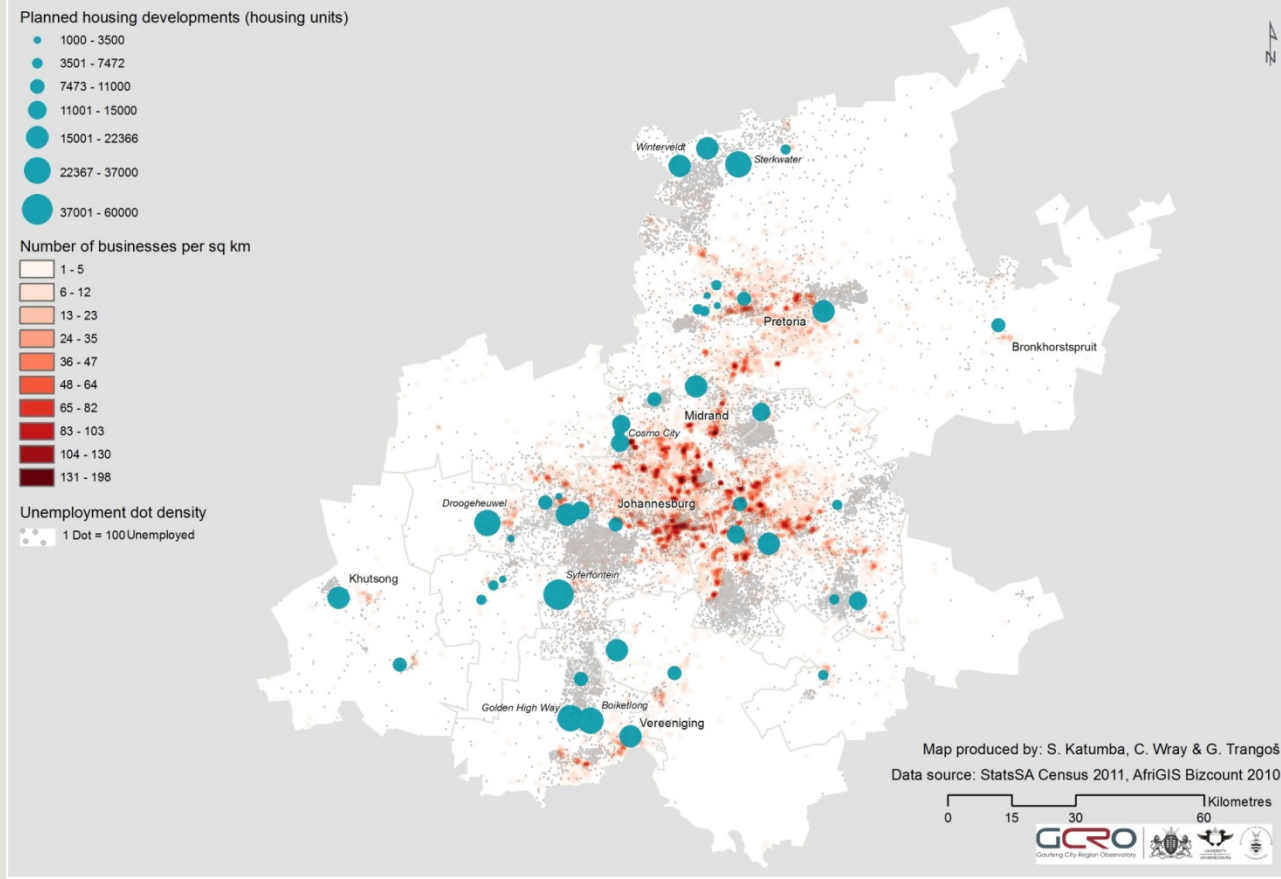 Planned housing developments (housing units)
1000 - 3500
3501 - 7472
7473 - 11000
11001 - 15000
15001 - 22366
22367 - 37000
37001 - 60000
Number of businesses per sq km
1 - 5
6 - 12
13 - 23
24 - 35
36 - 47
48 - 64
65 - 82
83 - 103
104 - 130
131 - 198
Unemployment dot density
1 Dot = 100 Unemployed
N
Winterveldt
Sterkwater
Pretoria
Bronkhorstspruit
Midrand
Cosmo City
Droogeheuwel
Johannesburg
Syferfontein
Khutsong
Golden High Way
Boiketlong
Vereeniging
Map produced by: S. Katumba, C. Wray & G. Trangoš
Data source: StatsSA Census 2011, AfriGIS Bizcount 2010
Kilometres
0 15 30 60
GCRO
Gauteng City-Region Observatory